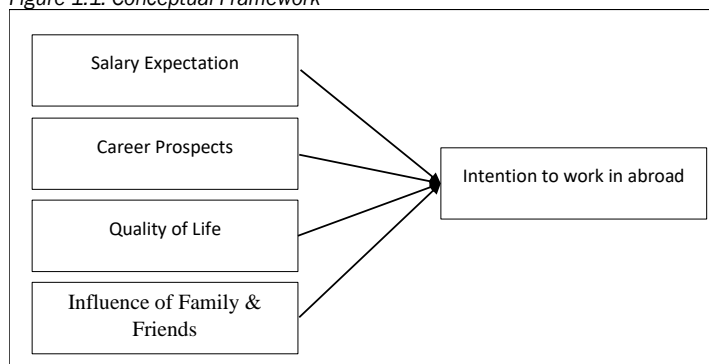 Figure 1.1: Conceptual Framework
Salary Expectation
Career Prospects
Quality of Life
Influence of Family &
Friends
Intention to work in abroad